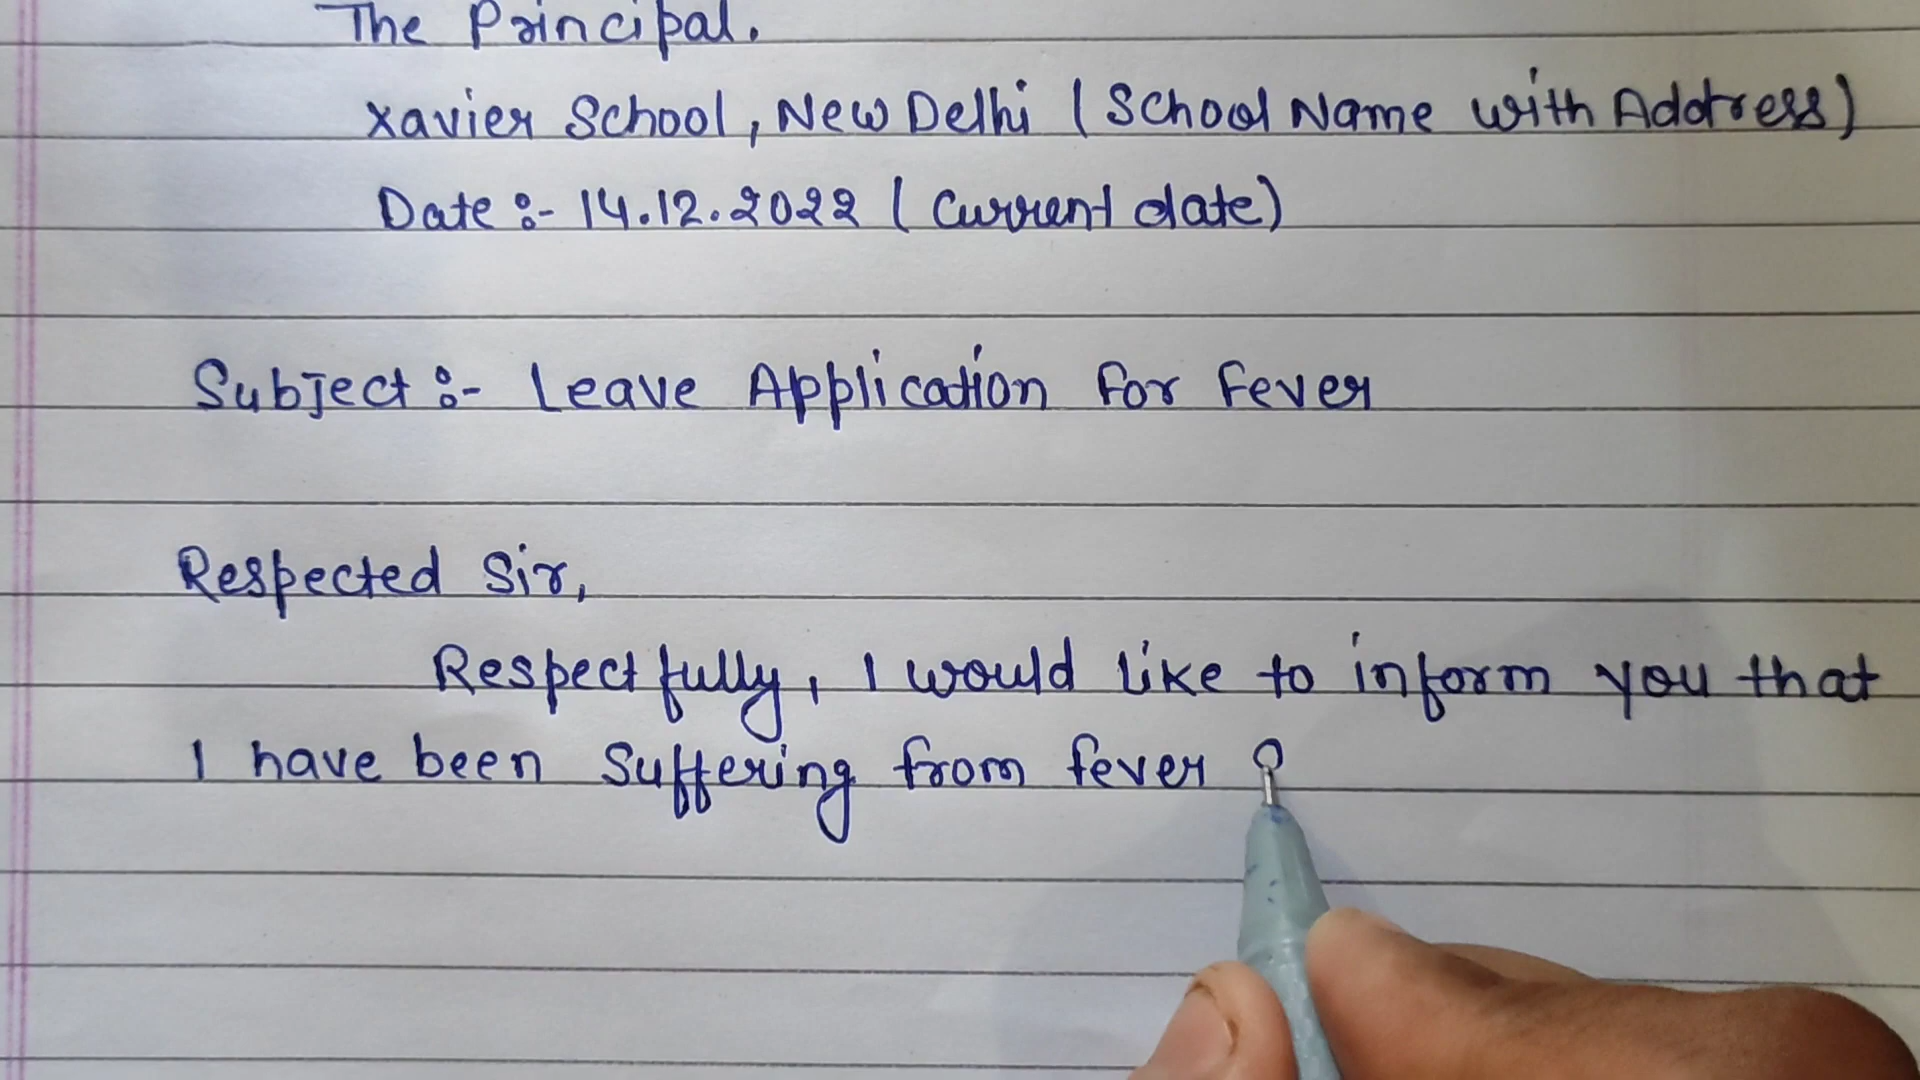 The Principal.
Xavier School, New Delhi (School Name with Address)
Date :- 14.12.2022 (Current date)
Subject :- Leave Application For Fever
Respected Sir,
Respectfully, I would like to inform you that
I have been Suffering from fever